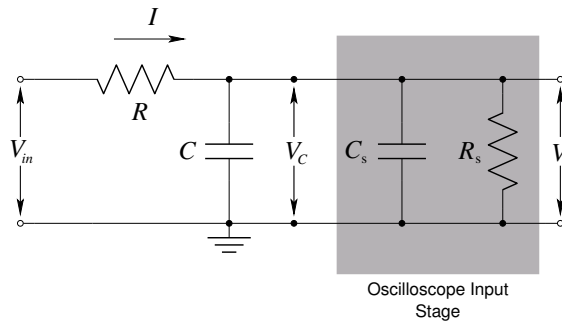 I
R
V_in
C
V_C
C_s
R_s
V
Oscilloscope Input
Stage